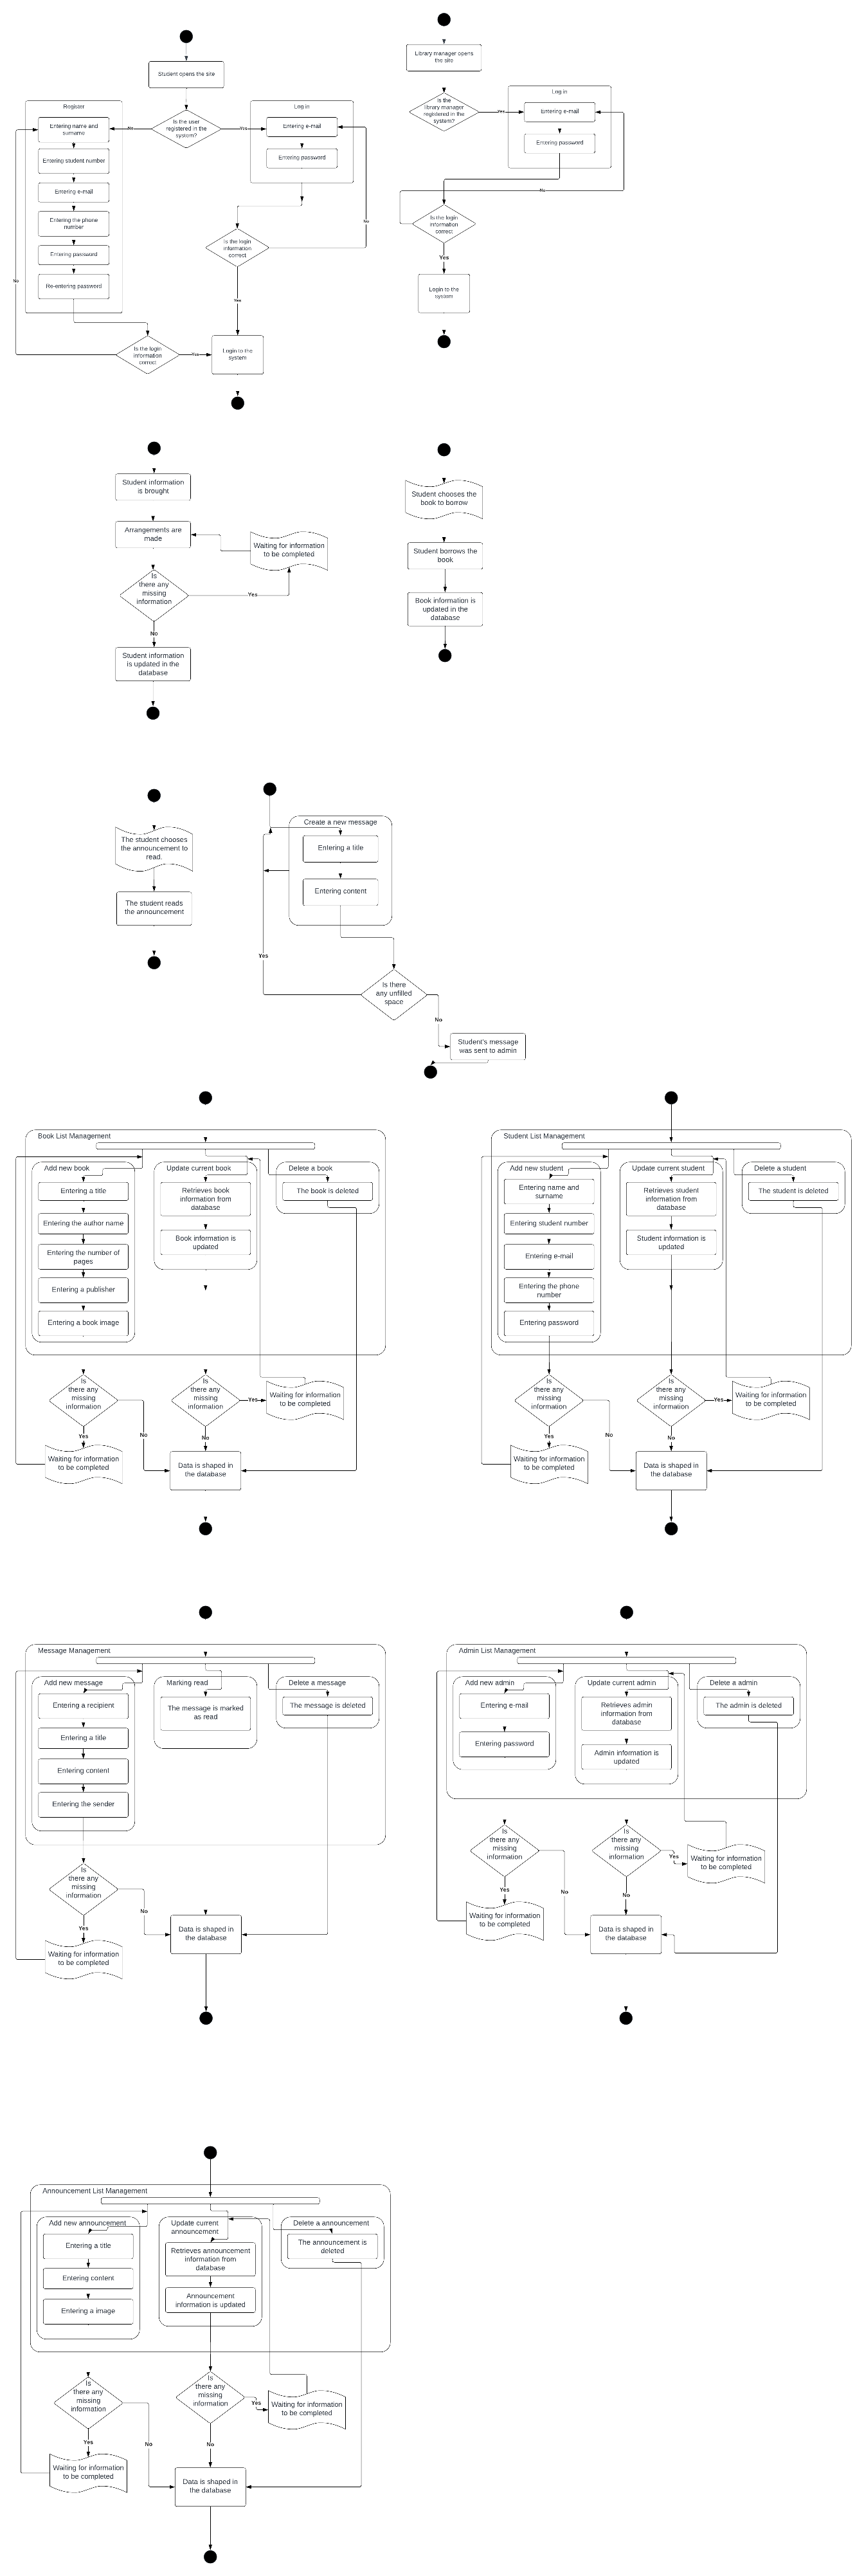 Student opens the site
Register
Entering name and
surname
Entering student number
Entering e-mail
Entering the phone
number
Entering password
Re-entering password
No
No
Is the user
registered in the
system?
Yes
Log in
Entering e-mail
Entering password
No
Is the login
information
correct
Yes
Is the login
information
correct
Yes
Login to the
system
Library manager opens
the site
Is the
library manager
registered in the
system?
Yes
Log in
Entering e-mail
Entering password
No
Is the login
information
correct
Yes
Login to the
system
Student information
is brought
Arrangements are
made
Waiting for information
to be completed
Is
there any
missing
information
Yes
No
Student information
is updated in the
database
Student chooses the
book to borrow
Student borrows the
book
Book information is
updated in the
database
The student chooses
the announcement to
read.
The student reads
the announcement
Create a new message
Entering a title
Entering content
Yes
Is there
any unfilled
space
No
Student's message
was sent to admin
Book List Management
Add new book
Entering a title
Entering the author name
Entering the number of
pages
Entering a publisher
Entering a book image
Update current book
Retrieves book
information from
database
Book information is
updated
Delete a book
The book is deleted
Is
there any
missing
information
Yes
No
Waiting for information
to be completed
Is
there any
missing
information
Yes
No
Waiting for information
to be completed
Data is shaped in
the database
Student List Management
Add new student
Entering name and
surname
Entering student number
Entering e-mail
Entering the phone
number
Entering password
Update current student
Retrieves student
information from
database
Student information is
updated
Delete a student
The student is deleted
Is
there any
missing
information
Yes
No
Waiting for information
to be completed
Is
there any
missing
information
Yes
No
Waiting for information
to be completed
Data is shaped in
the database
Message Management
Add new message
Entering a recipient
Entering a title
Entering content
Entering the sender
Marking read
The message is marked
as read
Delete a message
The message is deleted
Is
there any
missing
information
Yes
No
Waiting for information
to be completed
Data is shaped in
the database
Admin List Management
Add new admin
Entering e-mail
Entering password
Update current admin
Retrieves admin
information from
database
Admin information is
updated
Delete a admin
The admin is deleted
Is
there any
missing
information
Yes
No
Waiting for information
to be completed
Is
there any
missing
information
Yes
No
Waiting for information
to be completed
Data is shaped in
the database
Announcement List Management
Add new announcement
Entering a title
Entering content
Entering a image
Update current
announcement
Retrieves announcement
information from
database
Announcement
information is updated
Delete a announcement
The announcement is
deleted
Is
there any
missing
information
Yes
No
Waiting for information
to be completed
Is
there any
missing
information
Yes
No
Waiting for information
to be completed
Data is shaped in
the database